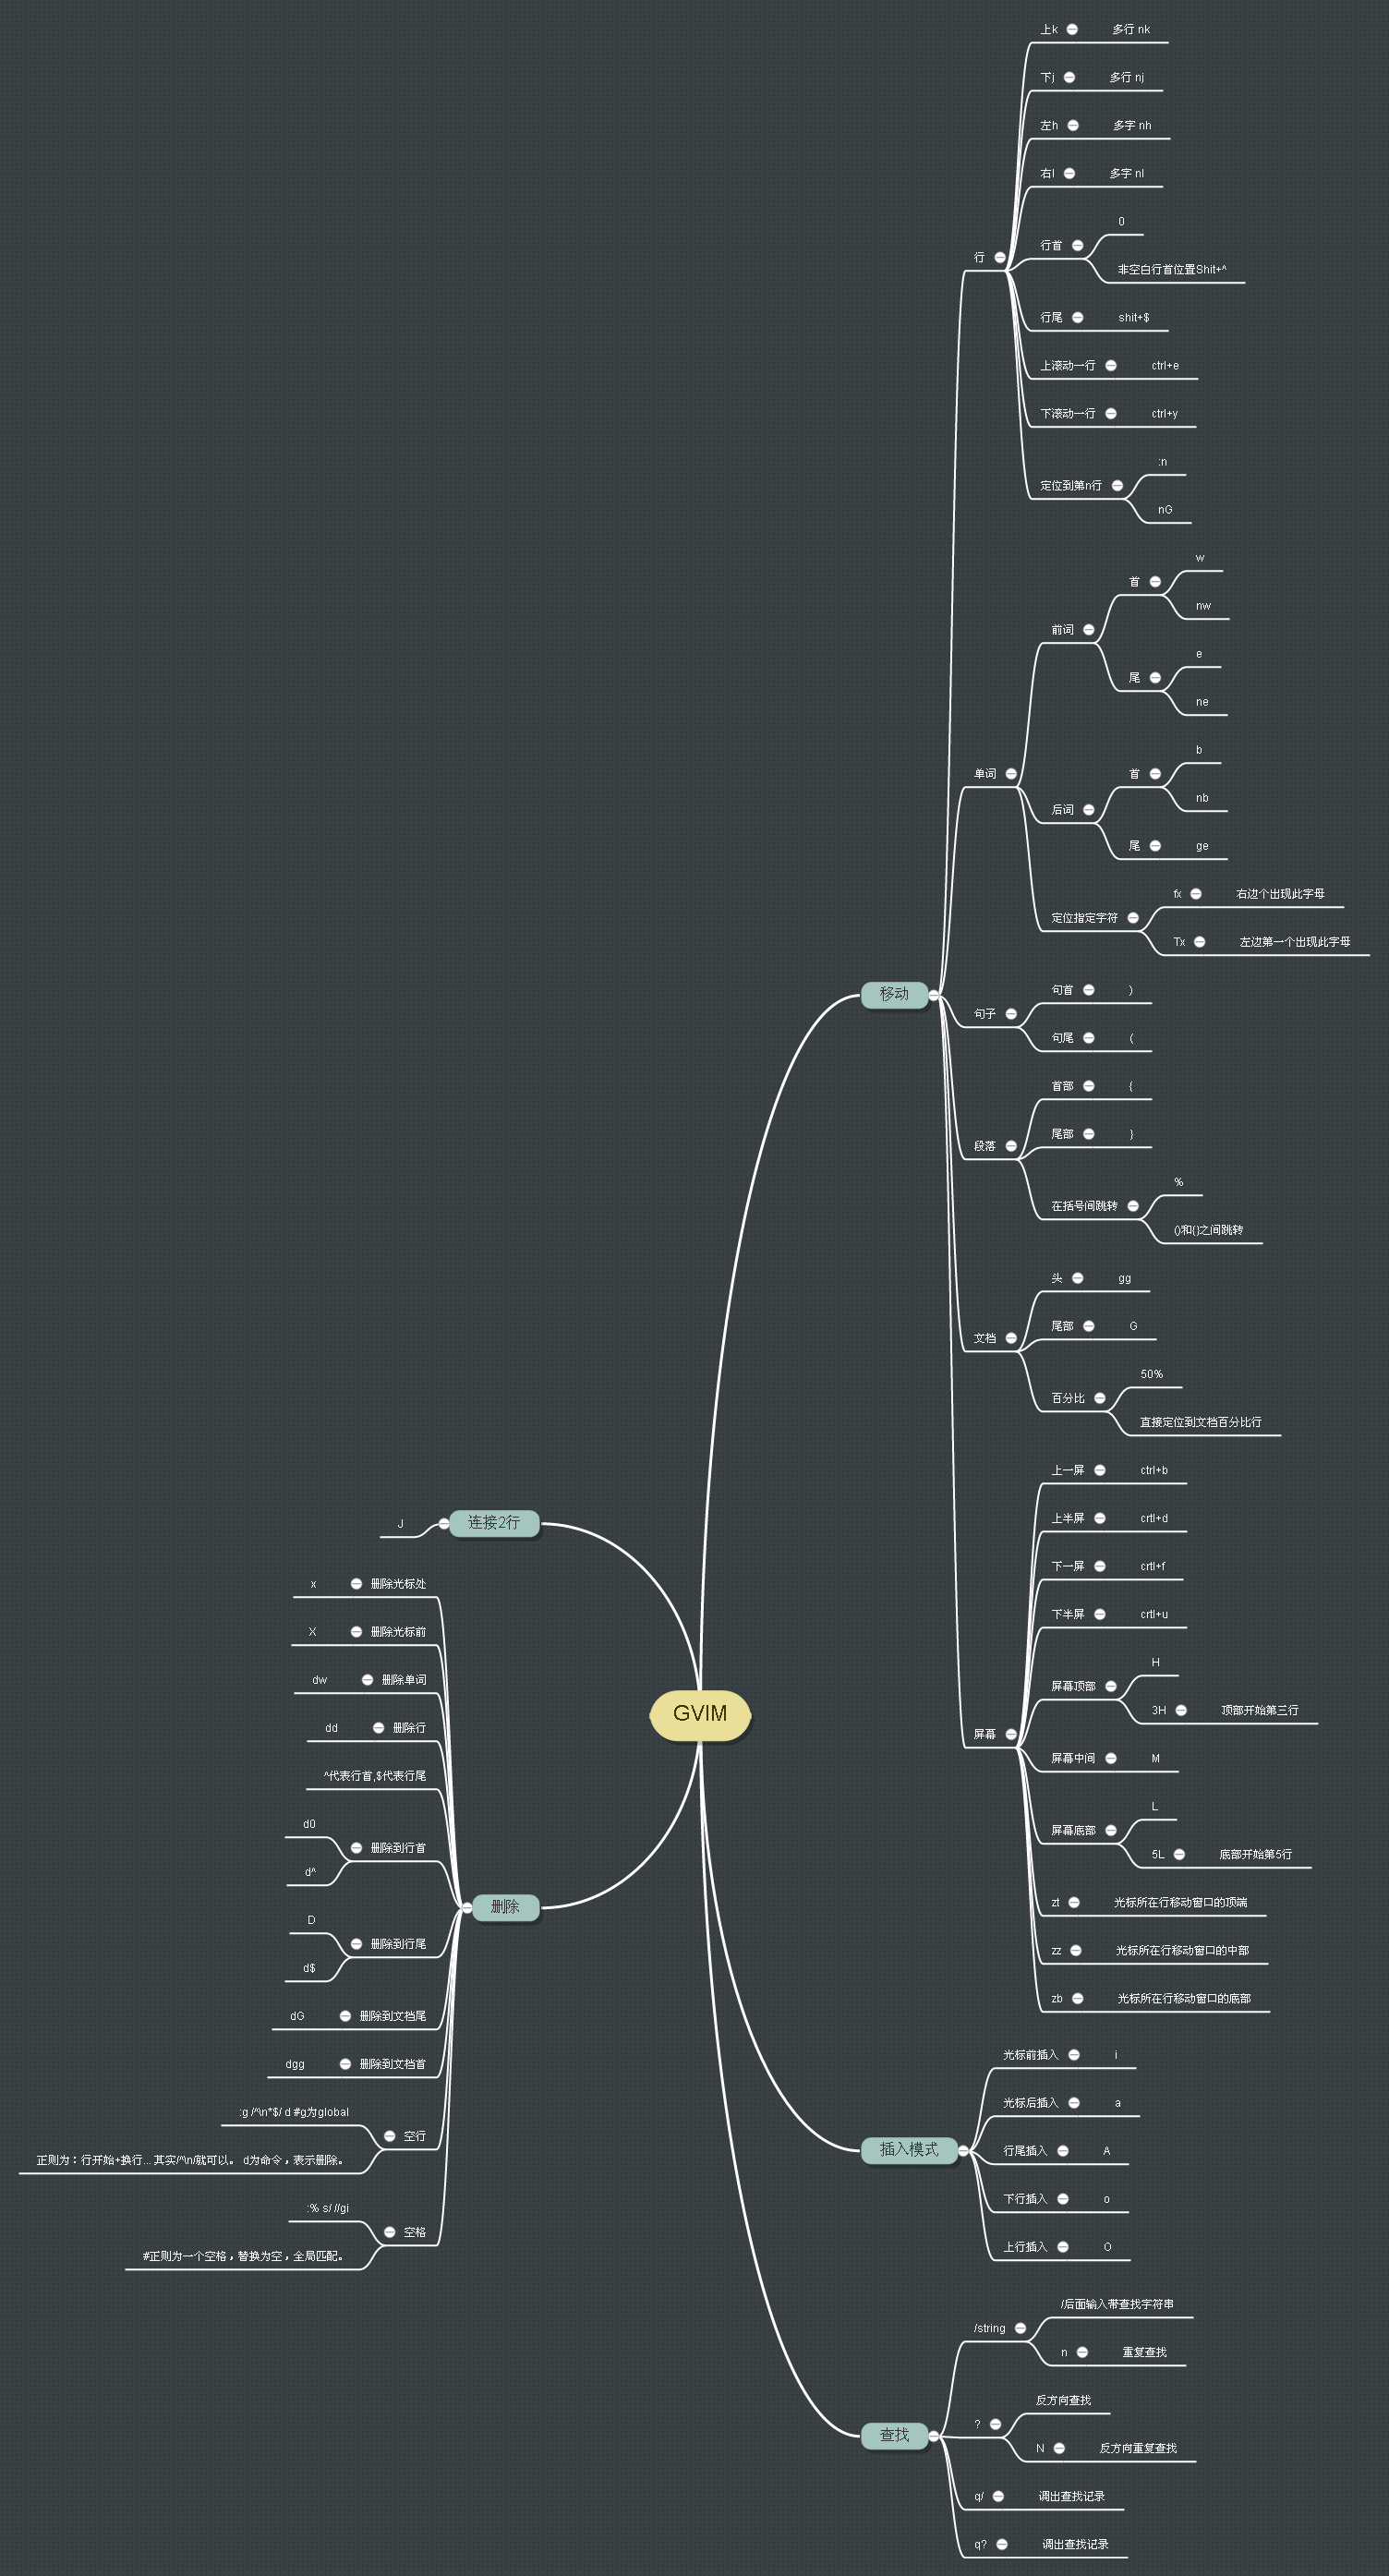 GVIM
移动
行
上k
多行 nk
下j
多行 nj
左h
多字 nh
右l
多字 nl
行首
0
非空白行首位置Shit+^
行尾
shit+$
上滚动一行
ctrl+e
下滚动一行
ctrl+y
定位到第n行
:n
nG
单词
前词
首
w
nw
尾
e
ne
后词
首
b
nb
尾
ge
定位指定字符
fx
右边个出现此字母
Tx
左边第一个出现此字母
句子
句首
)
句尾
(
段落
首部
{
尾部
}
在括号间跳转
%
()和{}之间跳转
文档
头
gg
尾部
G
百分比
50%
直接定位到文档百分比行
屏幕
上一屏
ctrl+b
上半屏
crtl+d
下一屏
crtl+f
下半屏
crtl+u
屏幕顶部
H
3H
顶部开始第三行
屏幕中间
M
屏幕底部
L
5L
底部开始第5行
zt
光标所在行移动窗口的顶端
zz
光标所在行移动窗口的中部
zb
光标所在行移动窗口的底部
插入模式
光标前插入
i
光标后插入
a
行尾插入
A
下行插入
o
上行插入
O
查找
/string
/后面输入带查找字符串
n
重复查找
?
反方向查找
N
反方向重复查找
q/
调出查找记录
q?
调出查找记录
连接2行
J
删除
删除光标处
x
删除光标前
X
删除单词
dw
删除行
dd
^代表行首,$代表行尾
删除到行首
d0
d^
删除到行尾
D
d$
删除到文档尾
dG
删除到文档首
dgg
空行
:g /^\n*$/ d #g为global
正则为：行开始+换行... 其实/^\n/就可以。 d为命令，表示删除。
空格
:% s/ //gi
#正则为一个空格，替换为空，全局匹配。